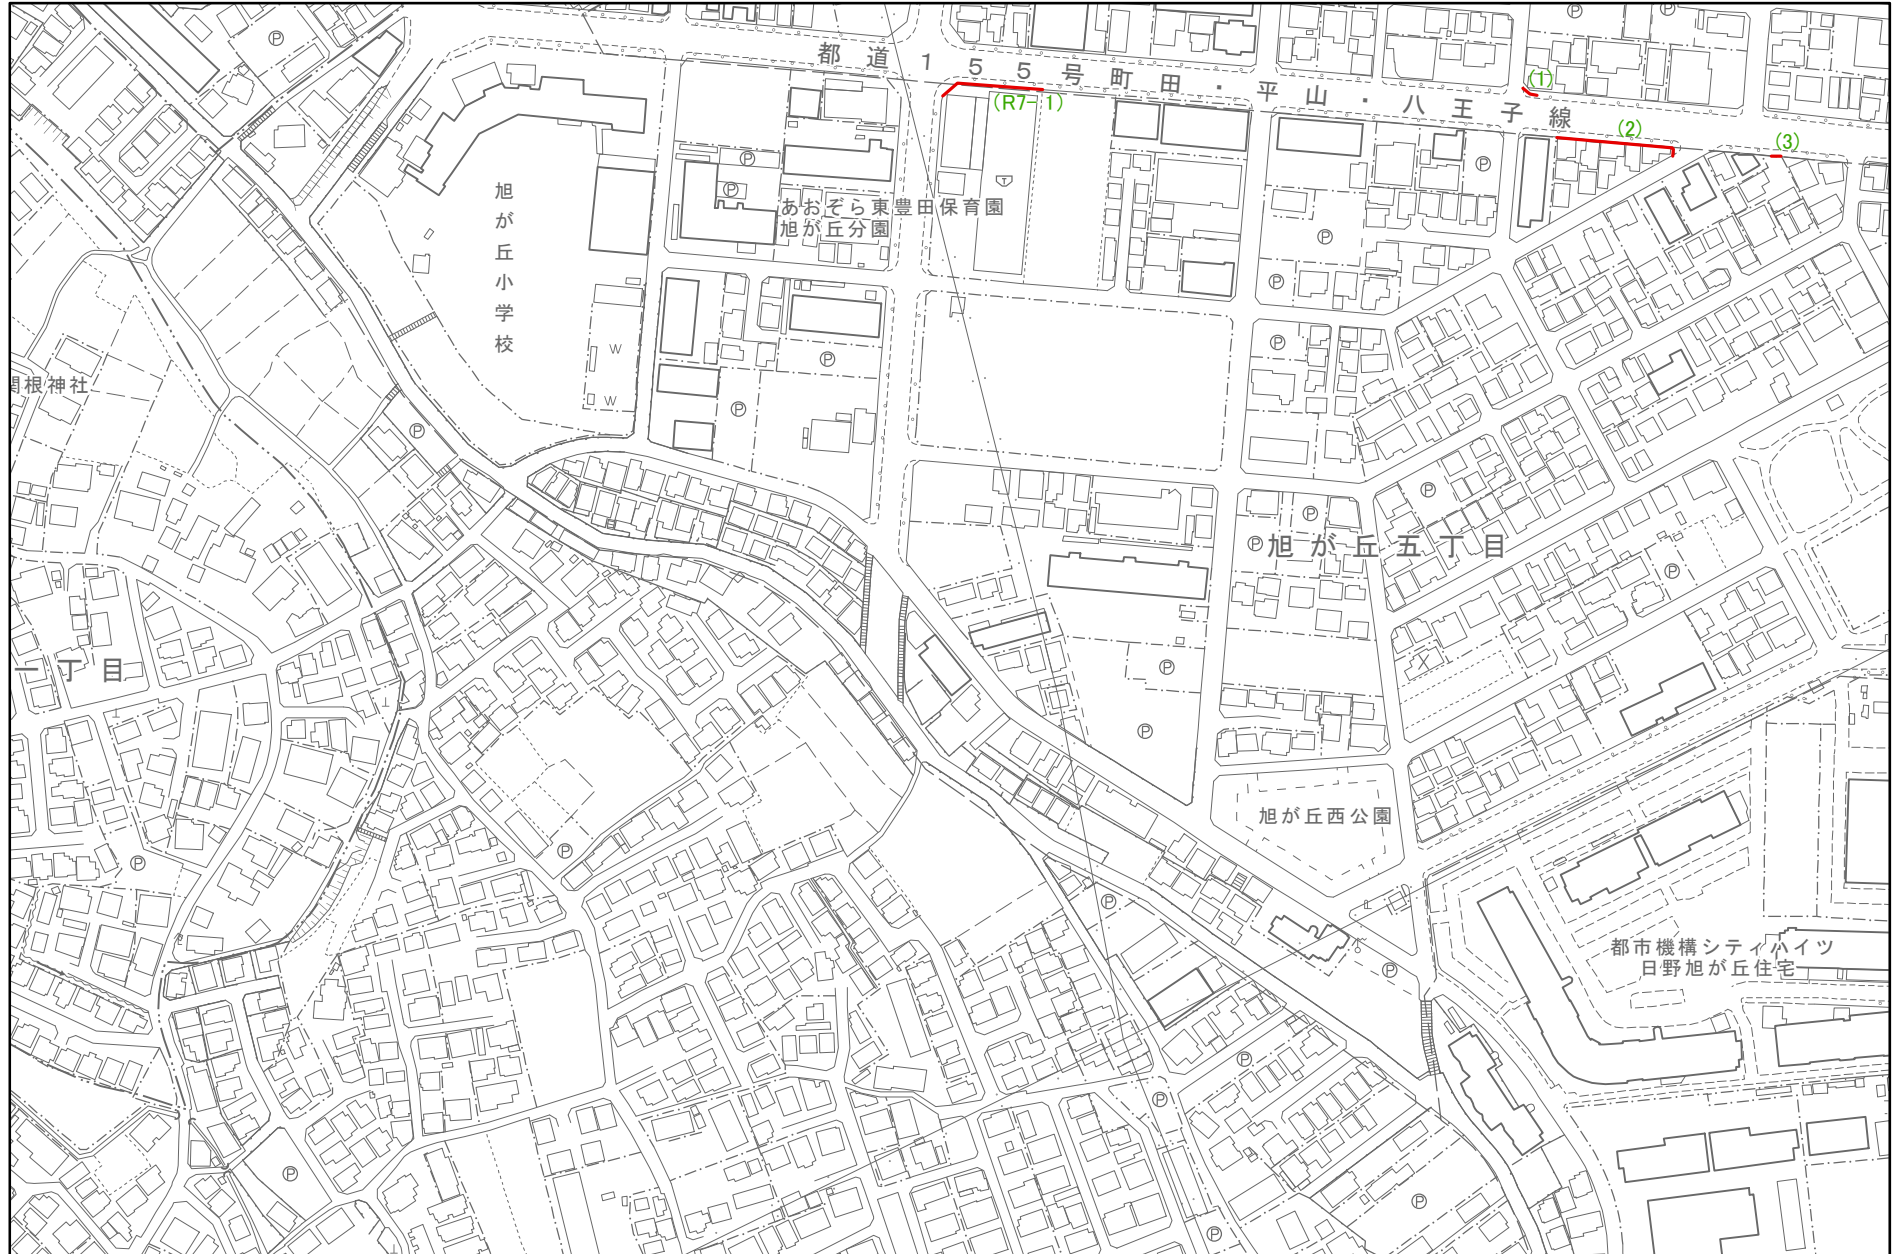 都道155号町田・平山・八王子線
(R7-1)
(1)
(2)
(3)
旭が丘小学校
あおぞら東豊田保育園
旭が丘分園
関根神社
旭が丘五丁目
一丁目
旭が丘西公園
都市機構シティハイツ
日野旭が丘住宅